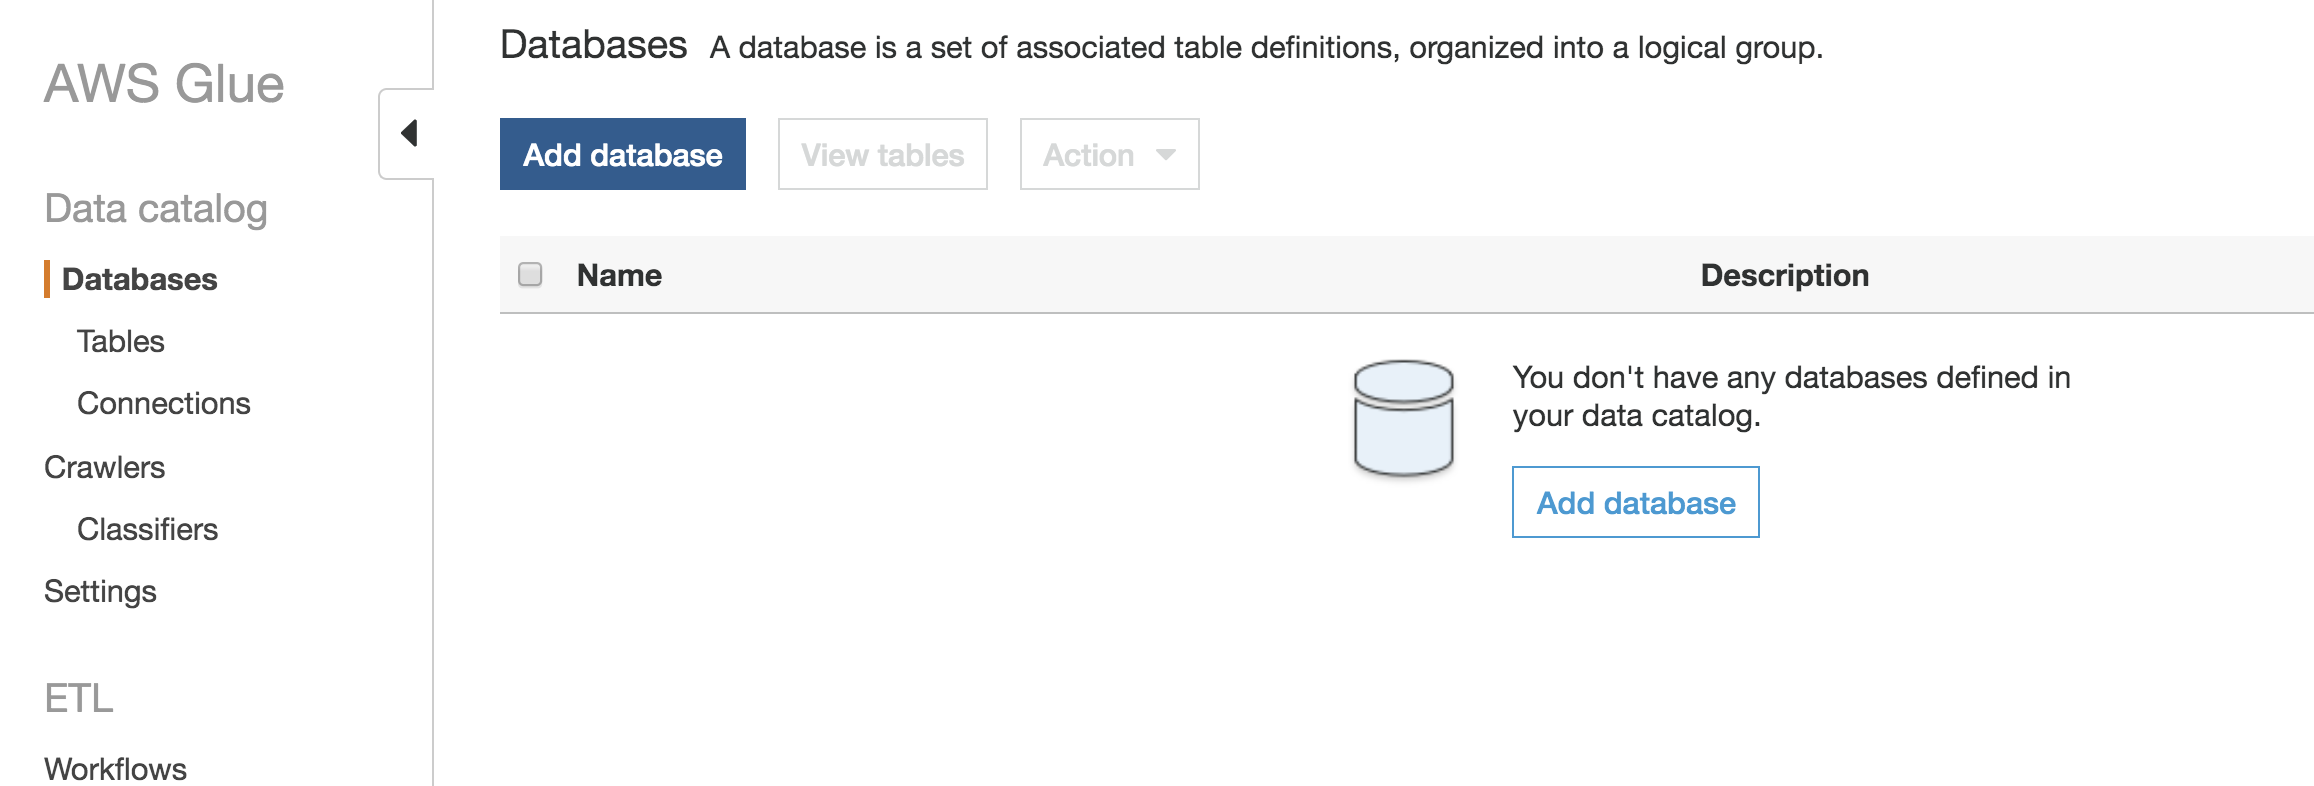 AWS Glue
Data catalog
Databases
Tables
Connections
Crawlers
Classifiers
Settings
ETL
Workflows
Databases A database is a set of associated table definitions, organized into a logical group.
Add database View tables Action
Name Description
You don't have any databases defined in
your data catalog.
Add database